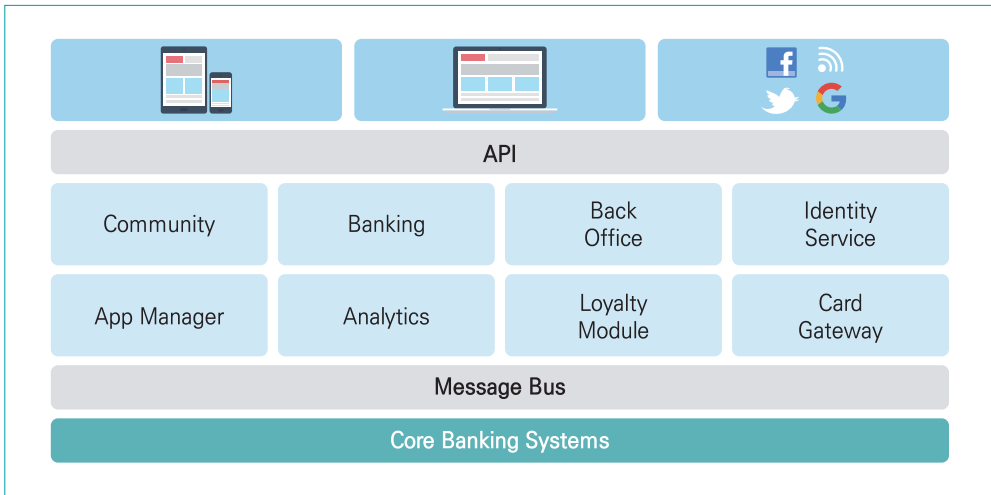 API
Community
Banking
Back
Office
Identity
Service
App Manager
Analytics
Loyalty
Module
Card
Gateway
Message Bus
Core Banking Systems